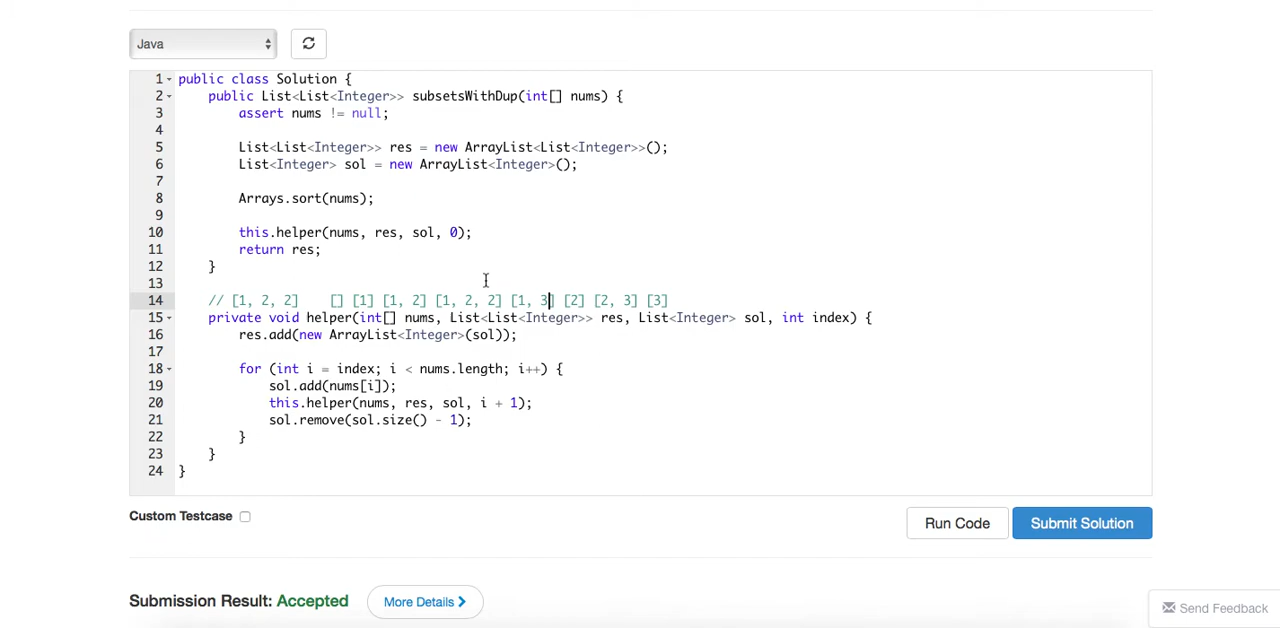 Java
1 public class Solution {
2 public List<List<Integer>> subsetsWithDup(int[] nums) {
3 assert nums != null;
4
5 List<List<Integer>> res = new ArrayList<List<Integer>>();
6 List<Integer> sol = new ArrayList<Integer>();
7
8 Arrays.sort(nums);
9
10 this.helper(nums, res, sol, 0);
11 return res;
12 }
13
14 // [1, 2, 2] [] [1] [1, 2] [1, 2, 2] [1, 3] [2] [2, 3] [3]
15 private void helper(int[] nums, List<List<Integer>> res, List<Integer> sol, int index) {
16 res.add(new ArrayList<Integer>(sol));
17
18 for (int i = index; i < nums.length; i++) {
19 sol.add(nums[i]);
20 this.helper(nums, res, sol, i + 1);
21 sol.remove(sol.size() - 1);
22 }
23 }
24 }
Custom Testcase
Run Code
Submit Solution
Submission Result: Accepted
More Details
Send Feedback